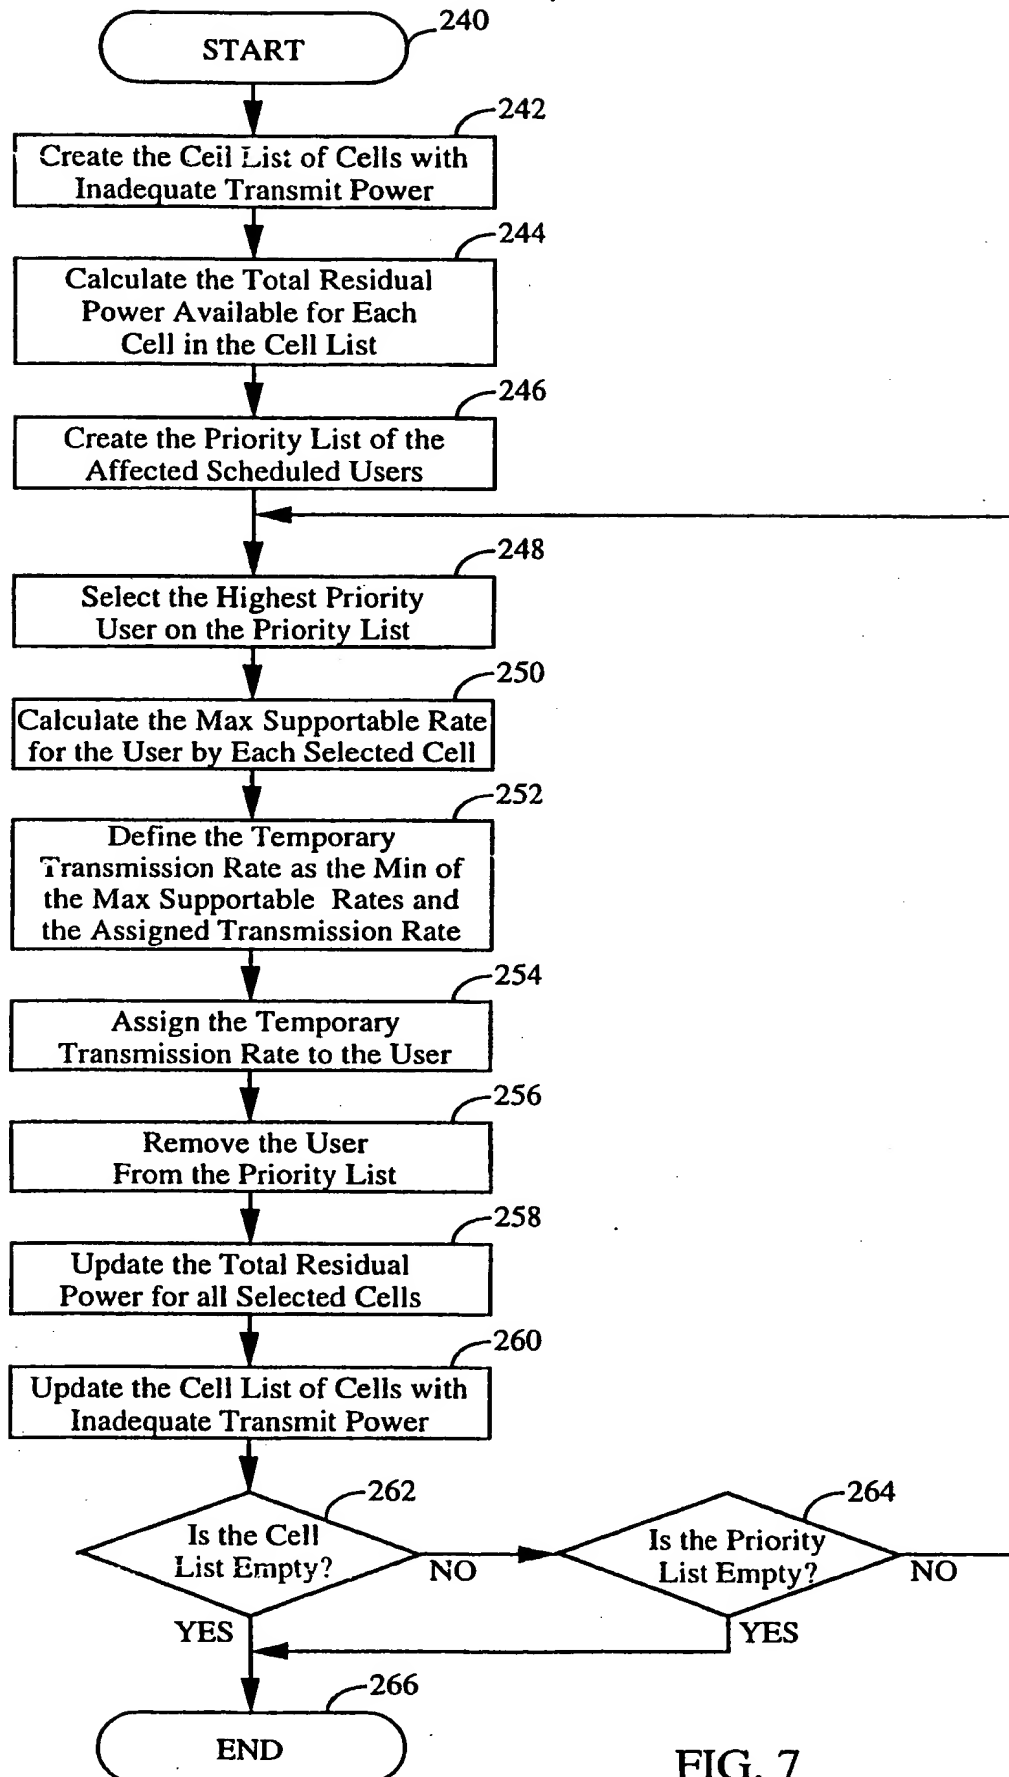 240
START
242
Create the Cell List of Cells with
Inadequate Transmit Power
244
Calculate the Total Residual
Power Available for Each
Cell in the Cell List
246
Create the Priority List of the
Affected Scheduled Users
248
Select the Highest Priority
User on the Priority List
250
Calculate the Max Supportable Rate
for the User by Each Selected Cell
252
Define the Temporary
Transmission Rate as the Min of
the Max Supportable Rates and
the Assigned Transmission Rate
254
Assign the Temporary
Transmission Rate to the User
256
Remove the User
From the Priority List
258
Update the Total Residual
Power for all Selected Cells
260
Update the Cell List of Cells with
Inadequate Transmit Power
262
Is the Cell
List Empty?
NO
YES
264
Is the Priority
List Empty?
NO
YES
266
END
FIG. 7